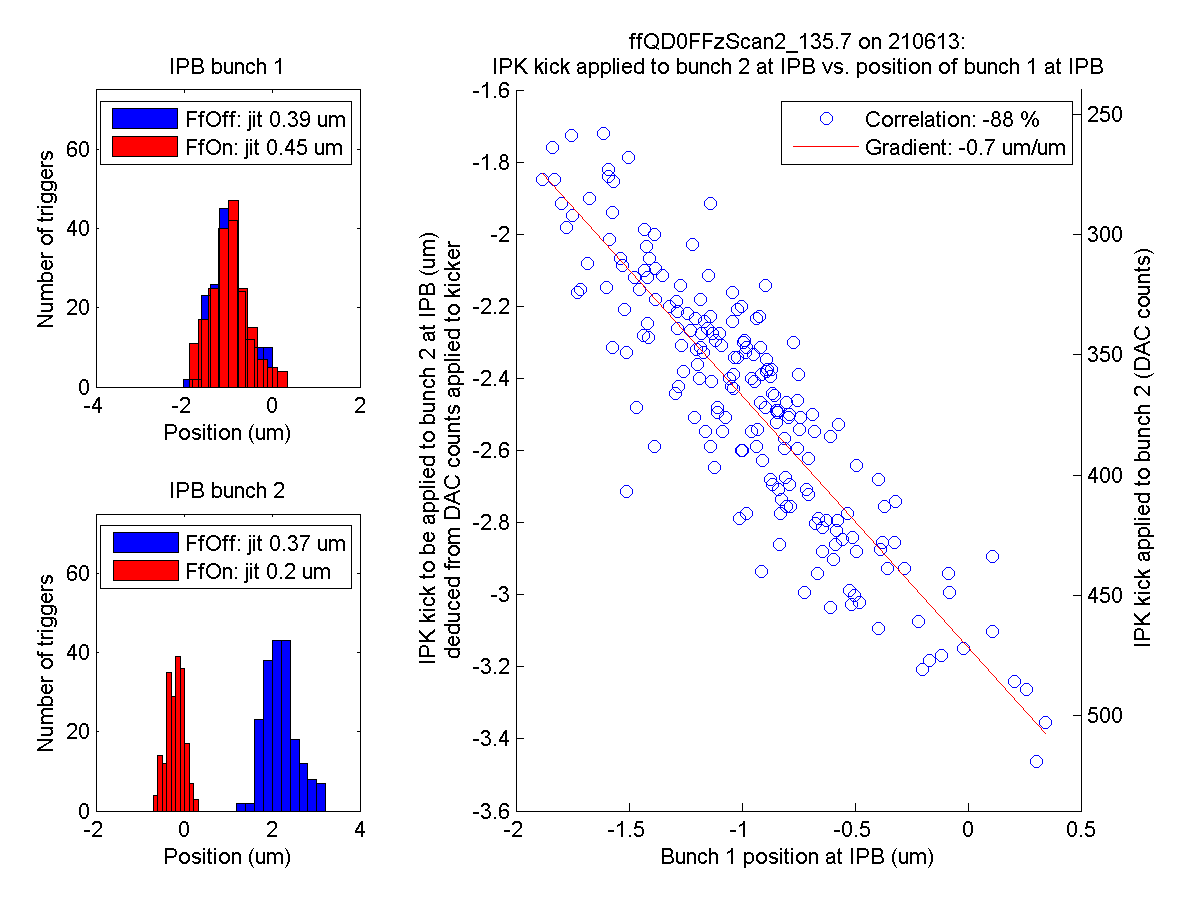 IPB bunch 1
FfOff: jit 0.39 um
FfOn: jit 0.45 um
Number of triggers
60
40
20
0
-4
-2
0
2
Position (um)
IPB bunch 2
FfOff: jit 0.37 um
FfOn: jit 0.2 um
Number of triggers
60
40
20
0
-2
0
2
4
Position (um)
ffQD0FFzScan2_135.7 on 210613:
IPK kick applied to bunch 2 at IPB vs. position of bunch 1 at IPB
Correlation: -88 %
Gradient: -0.7 um/um
IPK kick to be applied to bunch 2 at IPB (um)
deduced from DAC counts applied to kicker
-1.6
-1.8
-2
-2.2
-2.4
-2.6
-2.8
-3
-3.2
-3.4
-3.6
-2
-1.5
-1
-0.5
0
0.5
Bunch 1 position at IPB (um)
240
300
350
400
450
500
IPK kick applied to bunch 2 (DAC counts)